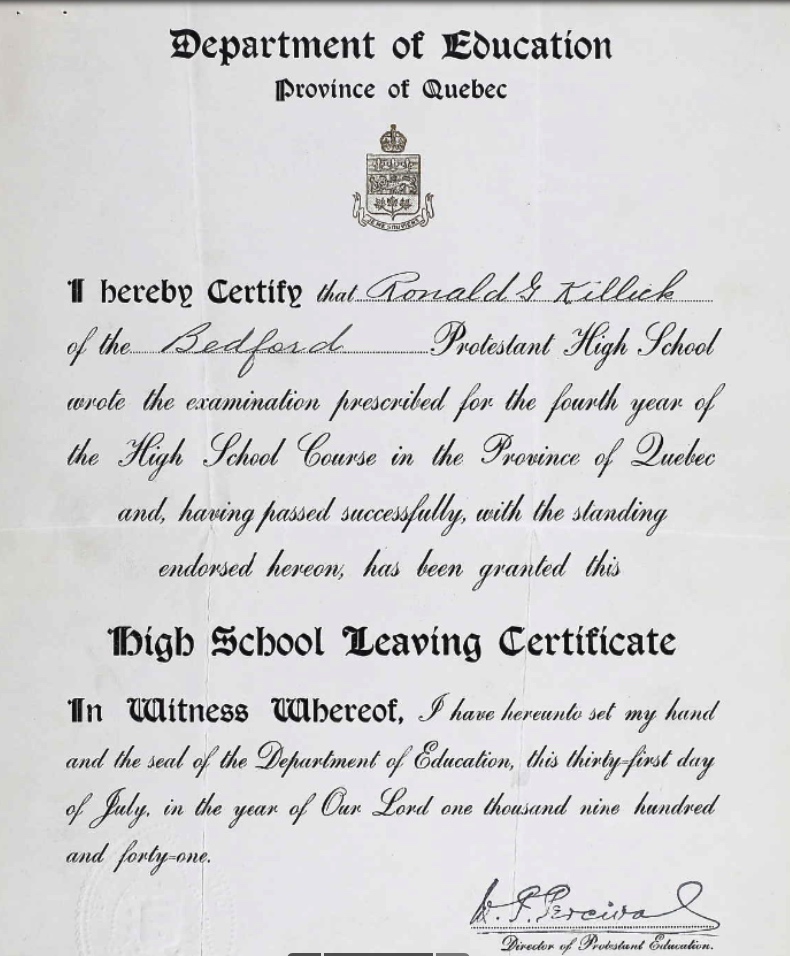 Department of Education
Province of Quebec
JE ME SOUVIENS
I hereby Certify that Ronald G Killick
of the Bedford Protestant High School
wrote the examination prescribed for the fourth year of
the High School Course in the Province of Quebec
and, having passed successfully, with the standing
endorsed hereon, has been granted this
High School Leaving Certificate
In Witness Whereof, I have hereunto set my hand
and the seal of the Department of Education, this thirty-first day
of July, in the year of Our Lord one thousand nine hundred
and forty-one.
W. P. Percival
Director of Protestant Education.